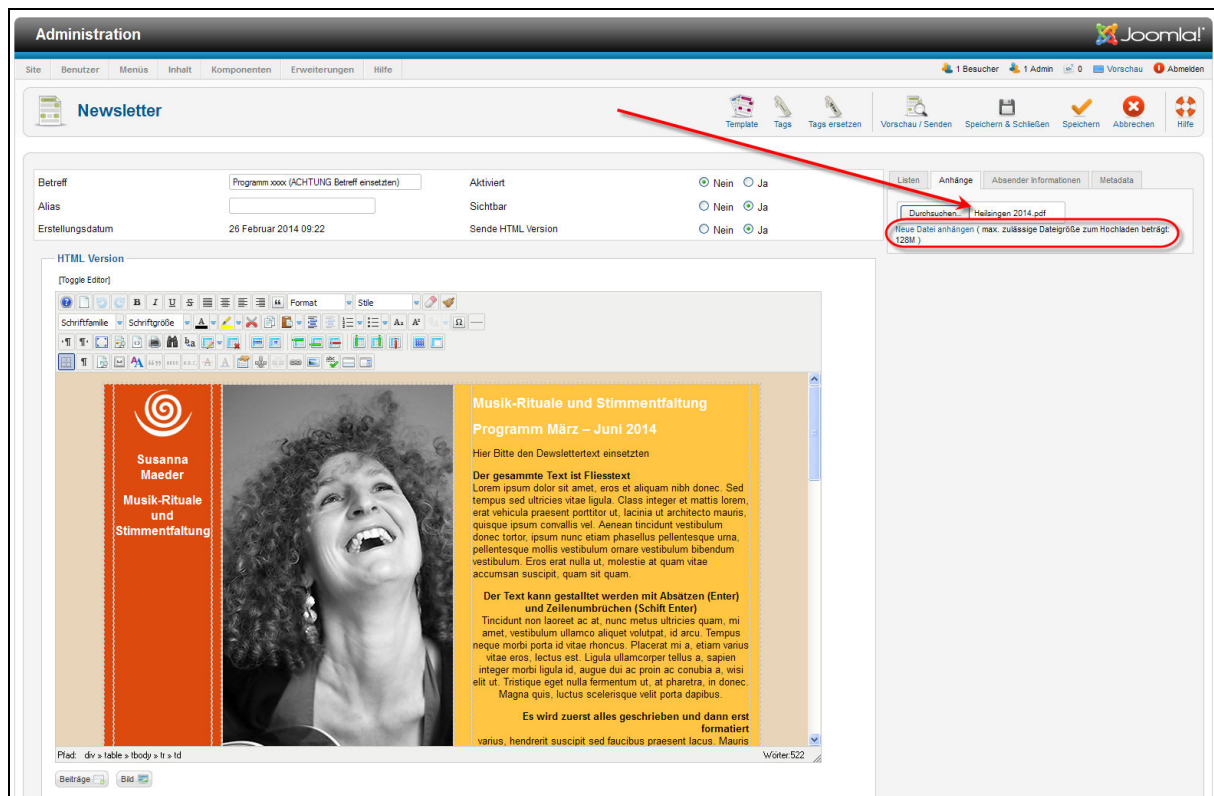 Administration
Joomla!
Site Benutzer Menüs Inhalt Komponenten Erweiterungen Hilfe
1 Besucher 1 Admin 0 Vorschau Abmelden
Newsletter
Template Tags Tags ersetzen Vorschau / Senden Speichern & Schließen Speichern Abbrechen Hilfe
Betreff Programm xxxx (ACHTUNG Betreff einsetzten) Aktiviert Nein Ja
Alias Sichtbar Nein Ja
Erstellungsdatum 26 Februar 2014 09:22 Sende HTML Version Nein Ja
Listen Anhänge Absender Informationen Metadata
Durchsuchen... Heilsingen 2014.pdf
Neue Datei anhängen ( max. zulässige Dateigröße zum Hochladen beträgt:
128M )
HTML Version
[Toggle Editor]
Format Stile
Schriftfamilie Schriftgröße
Susanna
Maeder
Musik-Rituale
und
Stimmentfaltung
Musik-Rituale und Stimmentfaltung
Programm März – Juni 2014
Hier Bitte den Dewslettertext einsetzten
Der gesammte Text ist Fliesstext
Lorem ipsum dolor sit amet, eros et aliquam nibh donec. Sed
tempus sed ultricies vitae ligula. Class integer et mattis lorem,
erat vehicula praesent porttitor ut, lacinia ut architecto mauris,
quisque ipsum convallis vel. Aenean tincidunt vestibulum
donec tortor, ipsum nunc etiam phasellus pellentesque urna,
pellentesque mollis vestibulum ornare vestibulum bibendum
vestibulum. Eros erat nulla ut, molestie at quam vitae
accumsan suscipit, quam sit quam.
Der Text kann gestalltet werden mit Absätzen (Enter)
und Zeilenumbrüchen (Schift Enter)
Tincidunt non laoreet ac at, nunc metus ultricies quam, mi
amet, vestibulum ullamco aliquet volutpat, id arcu. Tempus
neque morbi porta id vitae rhoncus. Placerat mi a, etiam varius
vitae eros, lectus est. Ligula ullamcorper tellus a, sapien
integer morbi ligula id, augue dui ac proin ac conubia a, wisi
elit ut. Tristique eget nulla fermentum ut, at pharetra, in donec.
Magna quis, luctus scelerisque velit porta dapibus.
Es wird zuerst alles geschrieben und dann erst
formatiert
varius, hendrerit suscipit sed faucibus praesent lacus. Mauris
Pfad: div » table » tbody » tr » td Wörter:522
Beiträge Bild